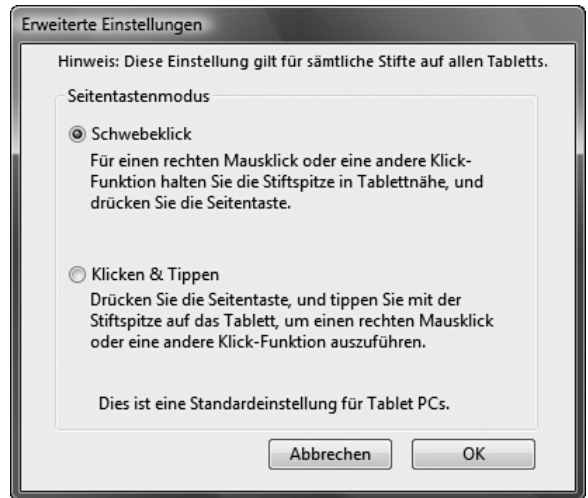 Erweiterte Einstellungen
Hinweis: Diese Einstellung gilt für sämtliche Stifte auf allen Tabletts.
Seitentastenmodus
Schwebeklick
Für einen rechten Mausklick oder eine andere Klick-
Funktion halten Sie die Stiftspitze in Tablettnähe, und
drücken Sie die Seitentaste.
Klicken & Tippen
Drücken Sie die Seitentaste, und tippen Sie mit der
Stiftspitze auf das Tablett, um einen rechten Mausklick
oder eine andere Klick-Funktion auszuführen.
Dies ist eine Standardeinstellung für Tablet PCs.
Abbrechen OK